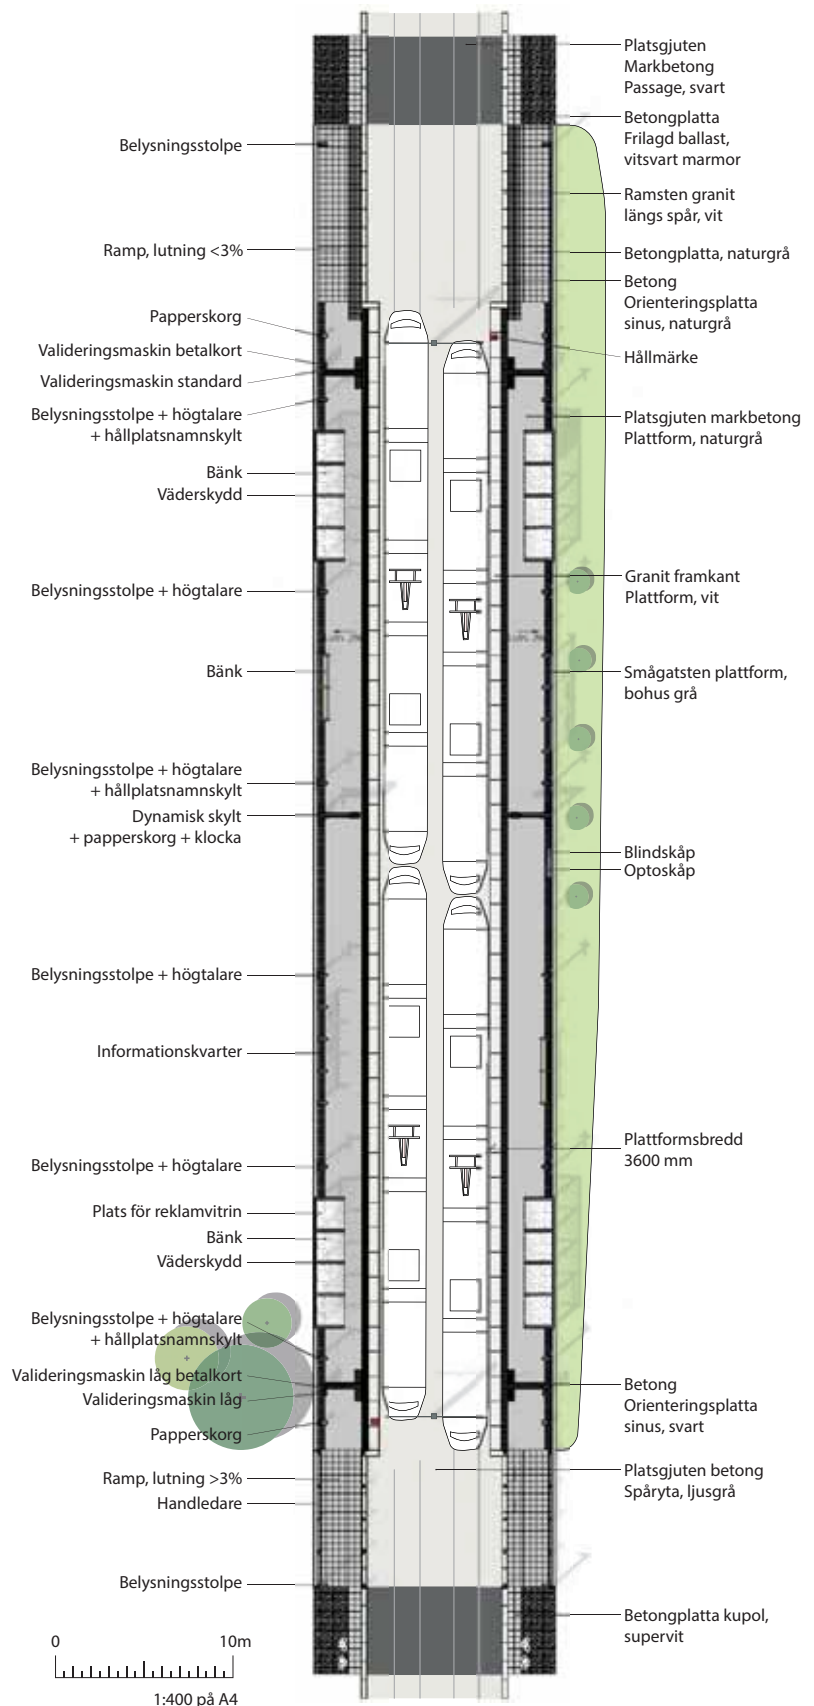 Platsgjuten
Markbetong
Passage, svart
Betongplatta
Frilagd ballast,
vitsvart marmor
Belysningsstolpe
Ramsten granit
längs spår, vit
Ramp, lutning <3%
Betongplatta, naturgrå
Betong
Orienteringsplatta
sinus, naturgrå
Papperskorg
Valideringsmaskin betalkort
Hållmärke
Valideringsmaskin standard
Belysningsstolpe + högtalare
+ hållplatsnamnskylt
Platsgjuten markbetong
Plattform, naturgrå
Bänk
Väderskydd
Granit framkant
Plattform, vit
Belysningsstolpe + högtalare
Bänk
Smågatsten plattform,
bohus grå
Belysningsstolpe + högtalare
+ hållplatsnamnskylt
Dynamisk skylt
+ papperskorg + klocka
Blindskåp
Optoskåp
Belysningsstolpe + högtalare
Informationskvarter
Plattformsbredd
3600 mm
Belysningsstolpe + högtalare
Plats för reklamvitrin
Bänk
Väderskydd
Belysningsstolpe + högtalare
+ hållplatsnamnskylt
Valideringsmaskin låg betalkort
Valideringsmaskin låg
Betong
Orienteringsplatta
sinus, svart
Papperskorg
Ramp, lutning >3%
Handledare
Platsgjuten betong
Spåryta, ljusgrå
Belysningsstolpe
Betongplatta kupol,
supervit
0 10m
1:400 på A4